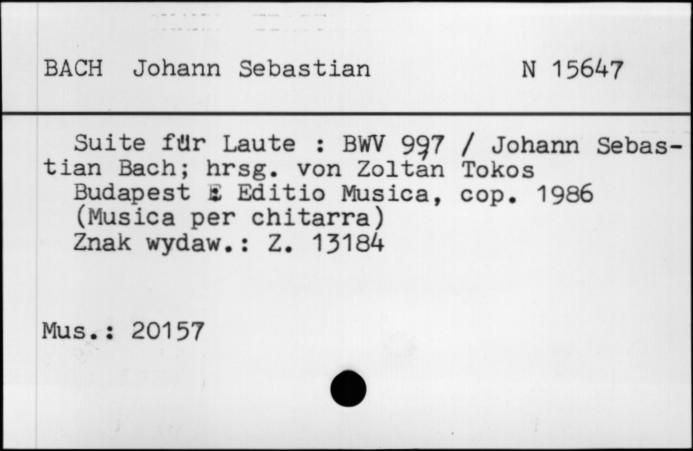 BACH Johann Sebastian N 15647
Suite für Laute : BWV 997 / Johann Sebas-
tian Bach; hrsg. von Zoltán Tokos
Budapest : Editio Musica, cop. 1986
(Musica per chitarra)
Znak wydaw.: Z. 13184
Mus.: 20157